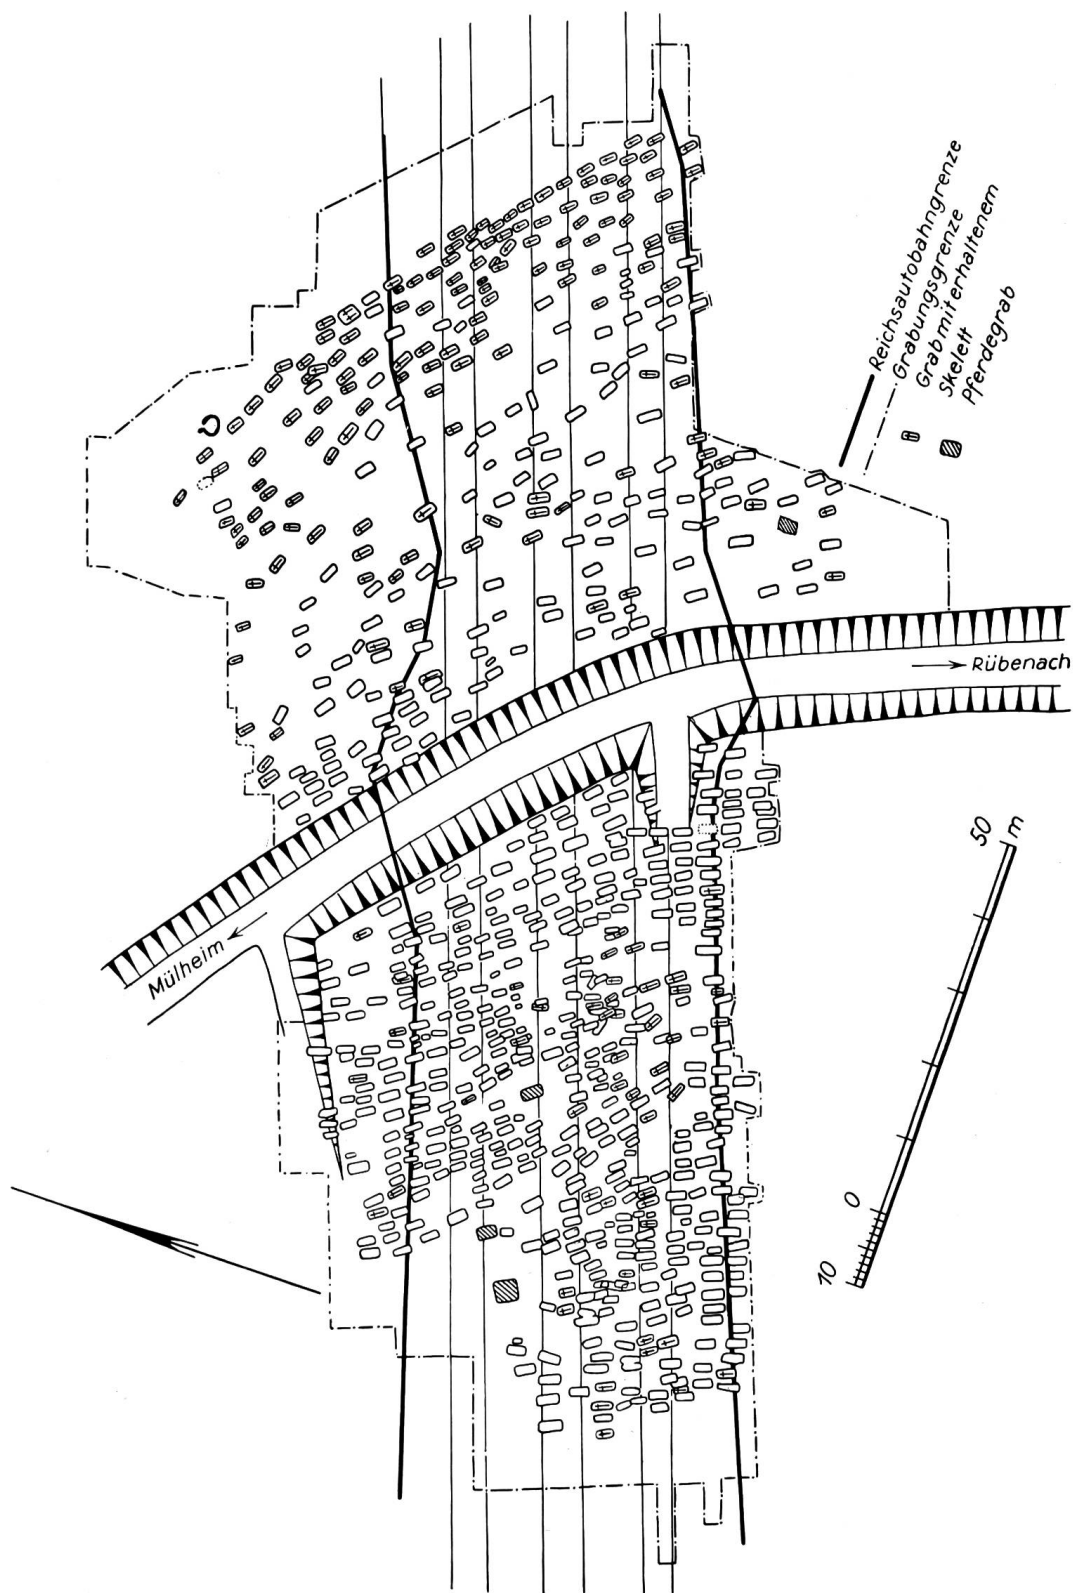 Reichsautobahngrenze
Grabungsgrenze
Grab mit erhaltenem
Skelett
Pferdegrab
Rübenach
Mülheim
50 m
0
10